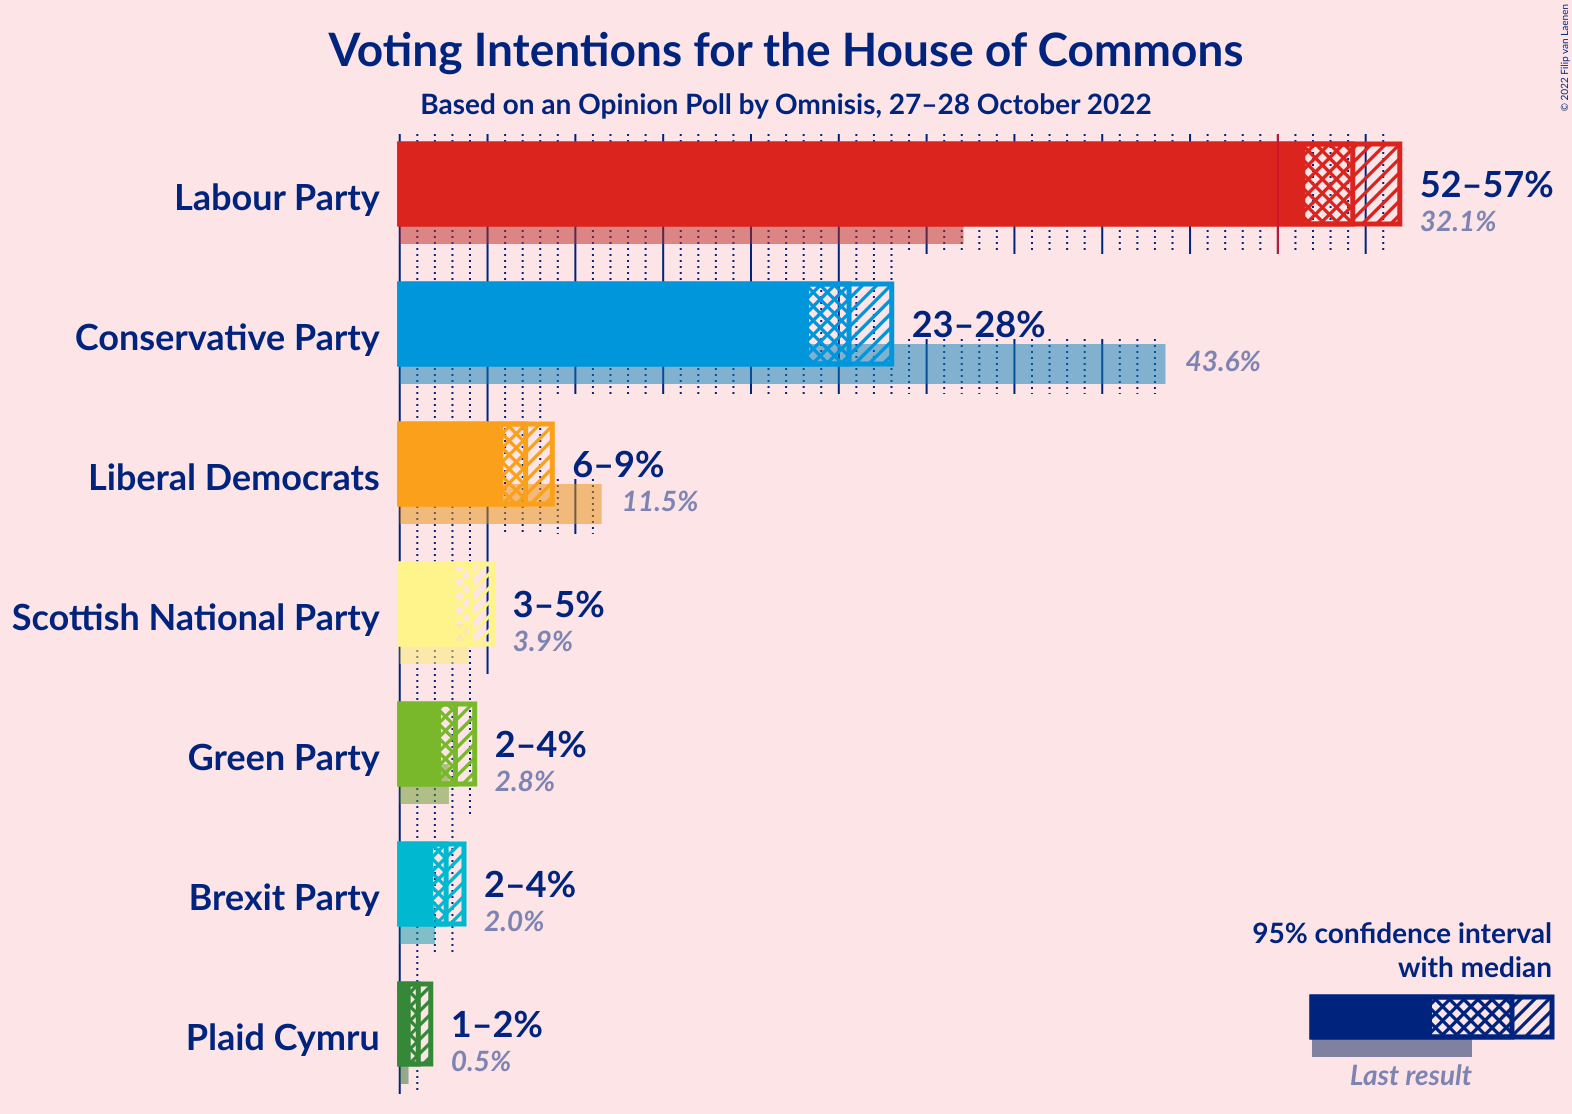 Voting Intentions for the House of Commons
Based on an Opinion Poll by Omnisis, 27–28 October 2022
© 2022 Filip van Laenen
Labour Party
52–57%
32.1%
Conservative Party
23–28%
43.6%
Liberal Democrats
6–9%
11.5%
Scottish National Party
3–5%
3.9%
Green Party
2–4%
2.8%
Brexit Party
2–4%
2.0%
Plaid Cymru
1–2%
0.5%
95% confidence interval
with median
Last result